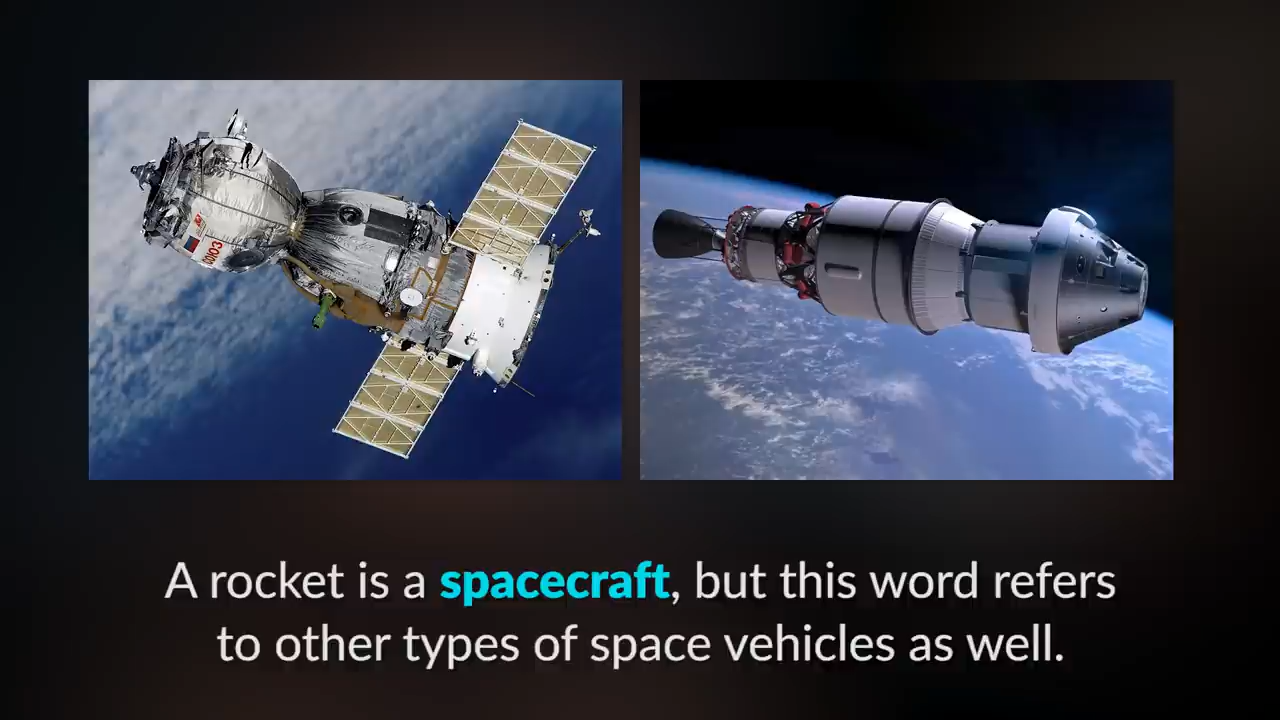 A rocket is a spacecraft, but this word refers
to other types of space vehicles as well.